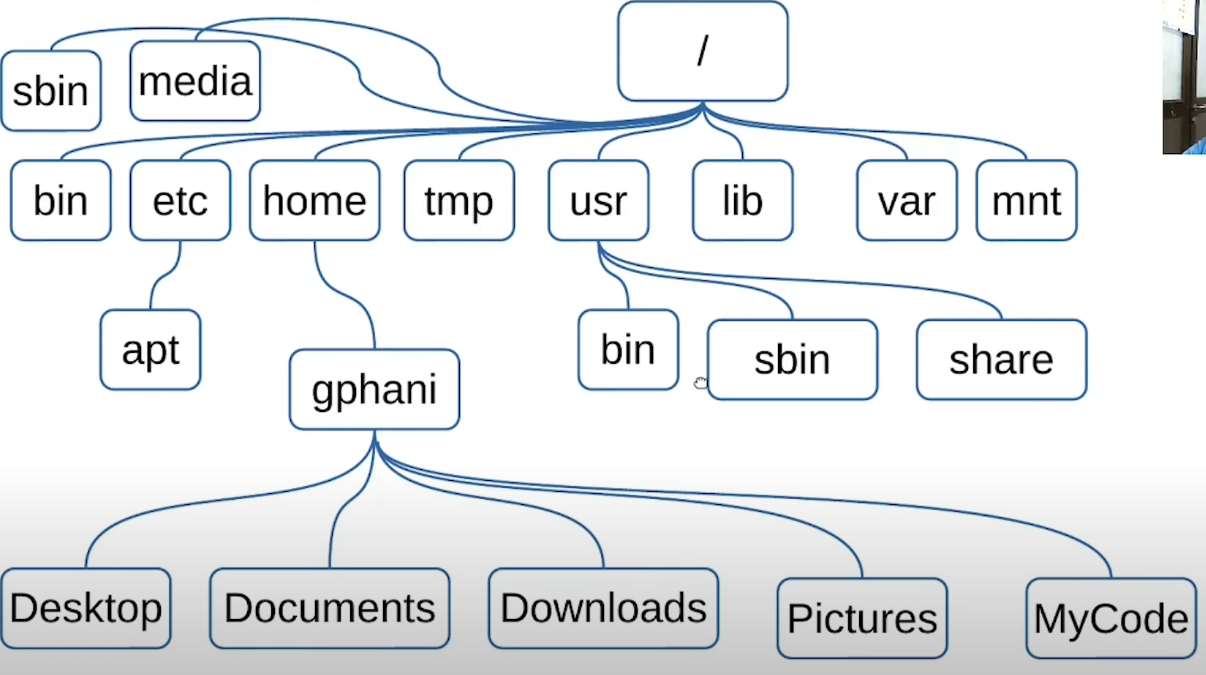 /
sbin
media
bin
etc
home
tmp
usr
lib
var
mnt
apt
gphani
bin
sbin
share
Desktop
Documents
Downloads
Pictures
MyCode